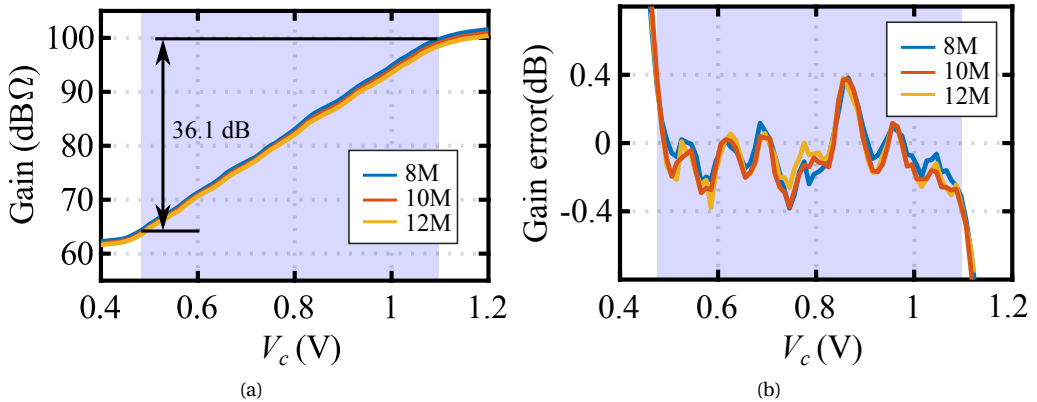 100
90
80
70
60
Gain (dBΩ)
36.1 dB
8M
10M
12M
0.4
0.6
0.8
1
1.2
V_c (V)
(a)
0.4
0
-0.4
Gain error(dB)
8M
10M
12M
0.4
0.6
0.8
1
1.2
V_c (V)
(b)